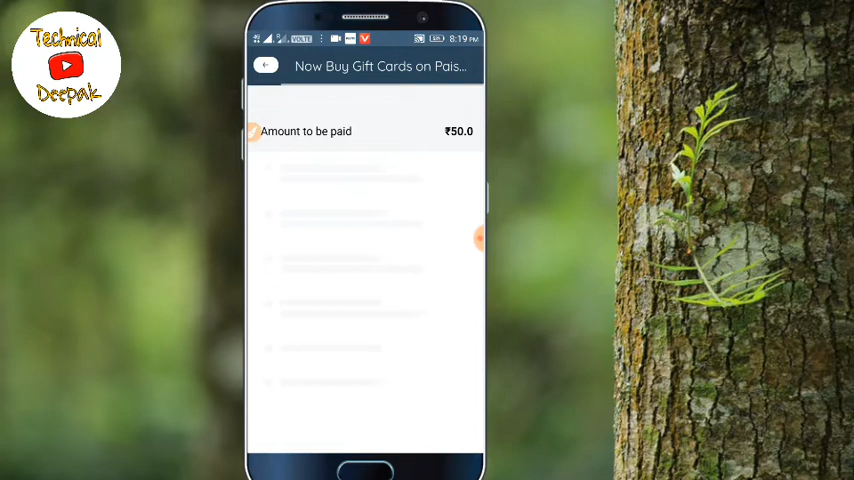 Technical
Deepak
VOLTE
8:19 PM
Now Buy Gift Cards on Pais...
Amount to be paid
₹50.0